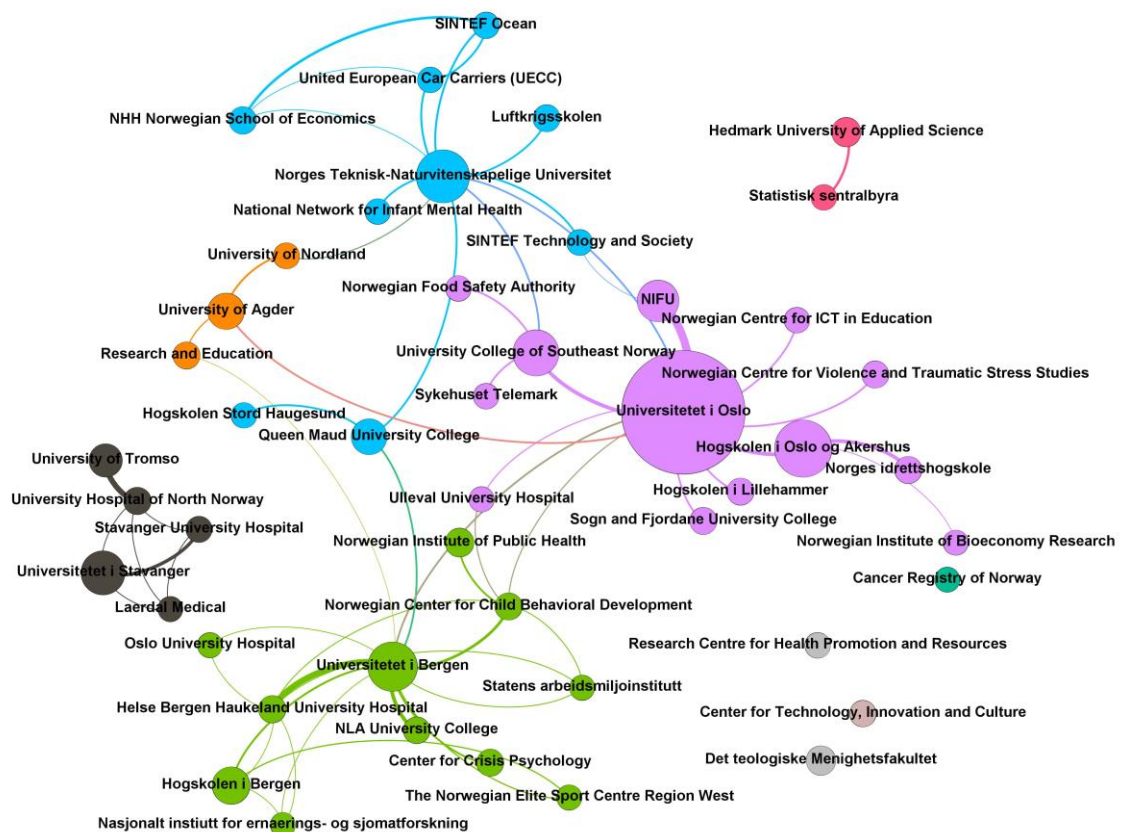 SINTEF Ocean
United European Car Carriers (UECC)
NHH Norwegian School of Economics
Luftkrigsskolen
Hedmark University of Applied Science
Norges Teknisk-Naturvitenskapelige Universitet
Statistisk sentralbyra
National Network for Infant Mental Health
SINTEF Technology and Society
University of Nordland
Norwegian Food Safety Authority
NIFU
University of Agder
Norwegian Centre for ICT in Education
Research and Education
University College of Southeast Norway
Norwegian Centre for Violence and Traumatic Stress Studies
Sykehuset Telemark
Universitetet i Oslo
Hogskolen Stord Haugesund
Queen Maud University College
Hogskolen i Oslo og Akershus
University of Tromso
Norges idrettshogskole
Hogskolen i Lillehammer
University Hospital of North Norway
Ulleval University Hospital
Sogn and Fjordane University College
Stavanger University Hospital
Norwegian Institute of Public Health
Norwegian Institute of Bioeconomy Research
Universitetet i Stavanger
Cancer Registry of Norway
Laerdal Medical
Norwegian Center for Child Behavioral Development
Oslo University Hospital
Research Centre for Health Promotion and Resources
Universitetet i Bergen
Statens arbeidsmiljoinstitutt
Helse Bergen Haukeland University Hospital
Center for Technology, Innovation and Culture
NLA University College
Det teologiske Menighetsfakultet
Center for Crisis Psychology
Hogskolen i Bergen
The Norwegian Elite Sport Centre Region West
Nasjonalt instiutt for ernaerings- og sjomatforskning